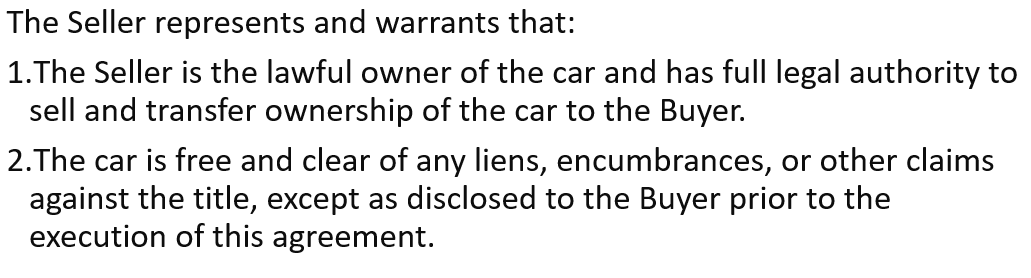 The Seller represents and warrants that:
1.The Seller is the lawful owner of the car and has full legal authority to
sell and transfer ownership of the car to the Buyer.
2.The car is free and clear of any liens, encumbrances, or other claims
against the title, except as disclosed to the Buyer prior to the
execution of this agreement.